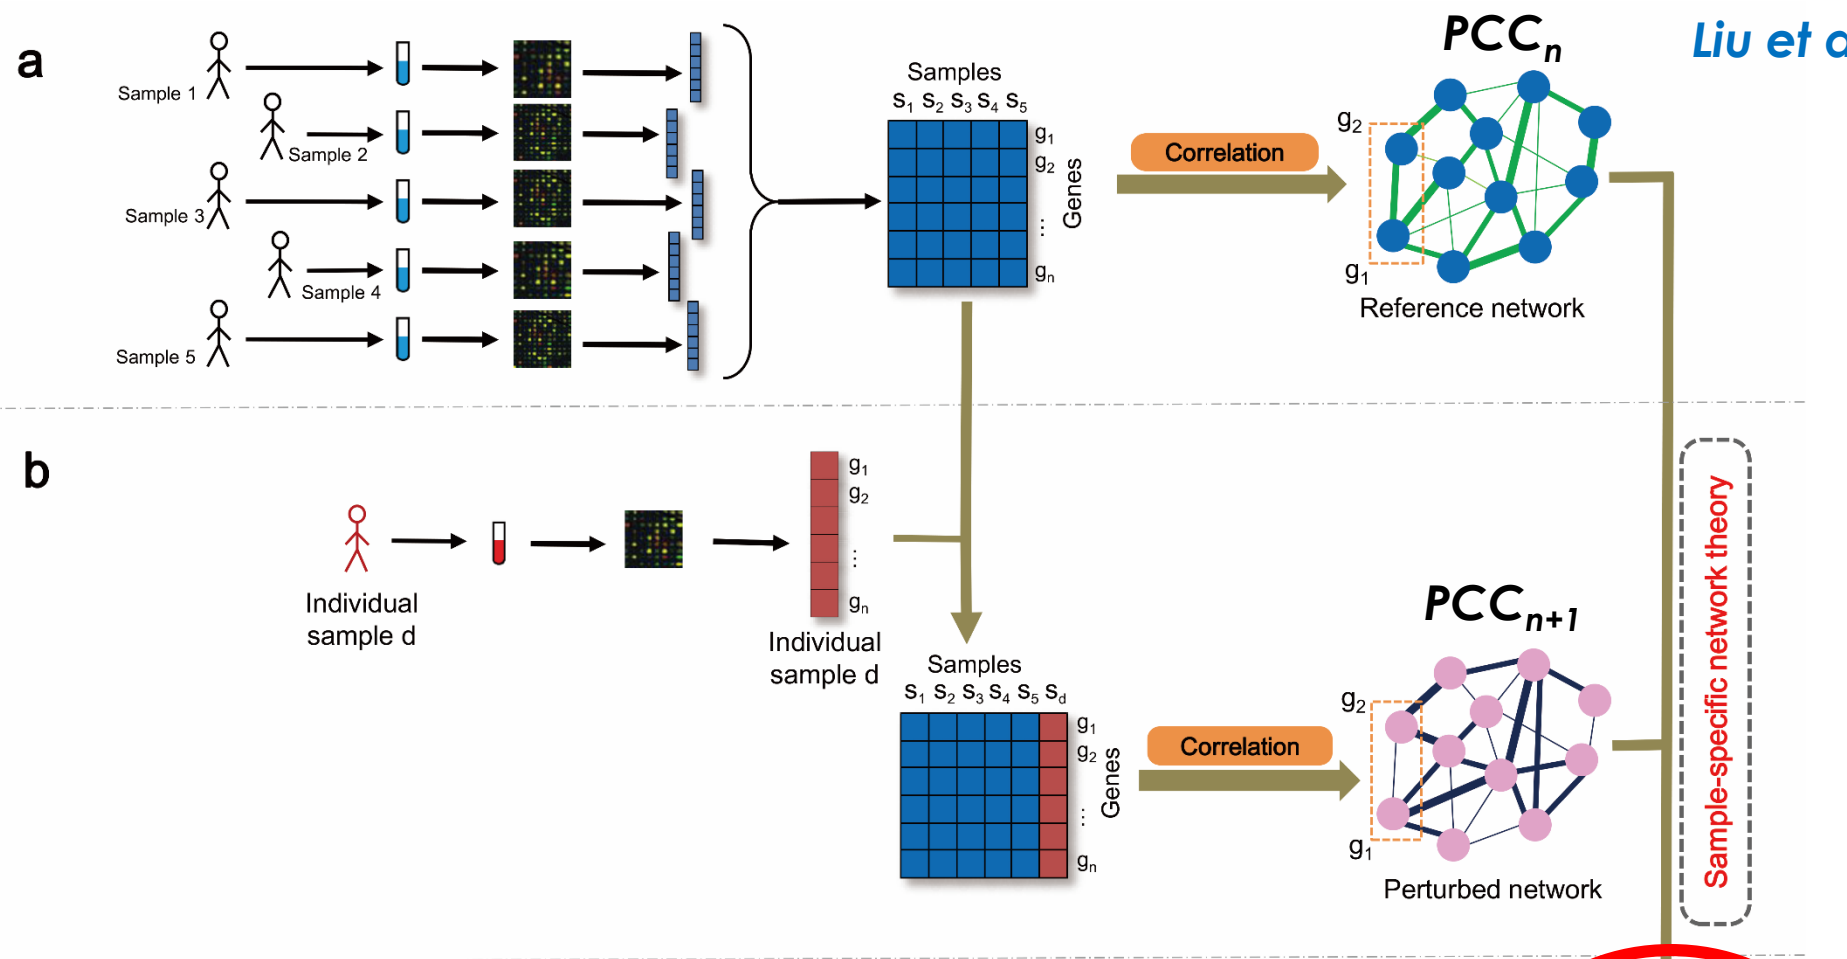 a
Sample 1
Sample 2
Sample 3
Sample 4
Sample 5
Samples
S1 S2 S3 S4 S5
g1
g2
⋮
gn
Genes
Correlation
PCCn
Liu et a
g2
g1
Reference network
b
Individual
sample d
g1
g2
⋮
gn
Individual
sample d
Samples
S1 S2 S3 S4 S5 Sd
g1
g2
⋮
gn
Genes
Correlation
PCCn+1
g2
g1
Perturbed network
Sample-specific network theory